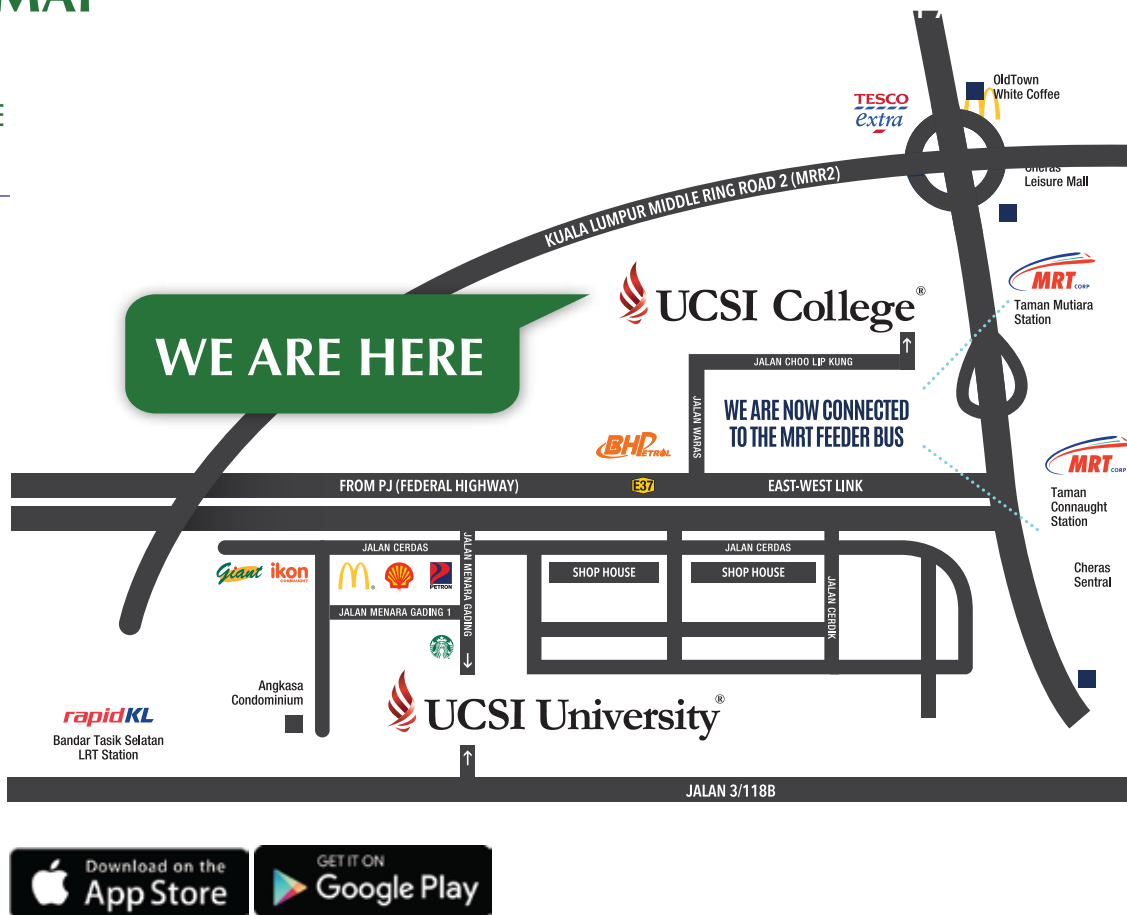 OldTown
White Coffee
TESCO
extra
Cheras
Leisure Mall
KUALA LUMPUR MIDDLE RING ROAD 2 (MRR2)
MRT CORP
Taman Mutiara
Station
UCSI College®
WE ARE HERE
JALAN CHOO LIP KUNG
JALAN WARAS
WE ARE NOW CONNECTED
TO THE MRT FEEDER BUS
BHPETROL
MRT CORP
FROM PJ (FEDERAL HIGHWAY)
E37
EAST-WEST LINK
Taman
Connaught
Station
JALAN CERDAS
JALAN MENARA GADING
JALAN CERDAS
Giant
ikon
CONNAUGHT
PETRON
SHOP HOUSE
SHOP HOUSE
JALAN CERDIK
Cheras
Sentral
JALAN MENARA GADING 1
Angkasa
Condominium
UCSI University®
rapidKL
Bandar Tasik Selatan
LRT Station
JALAN 3/118B
Download on the
App Store
GET IT ON
Google Play